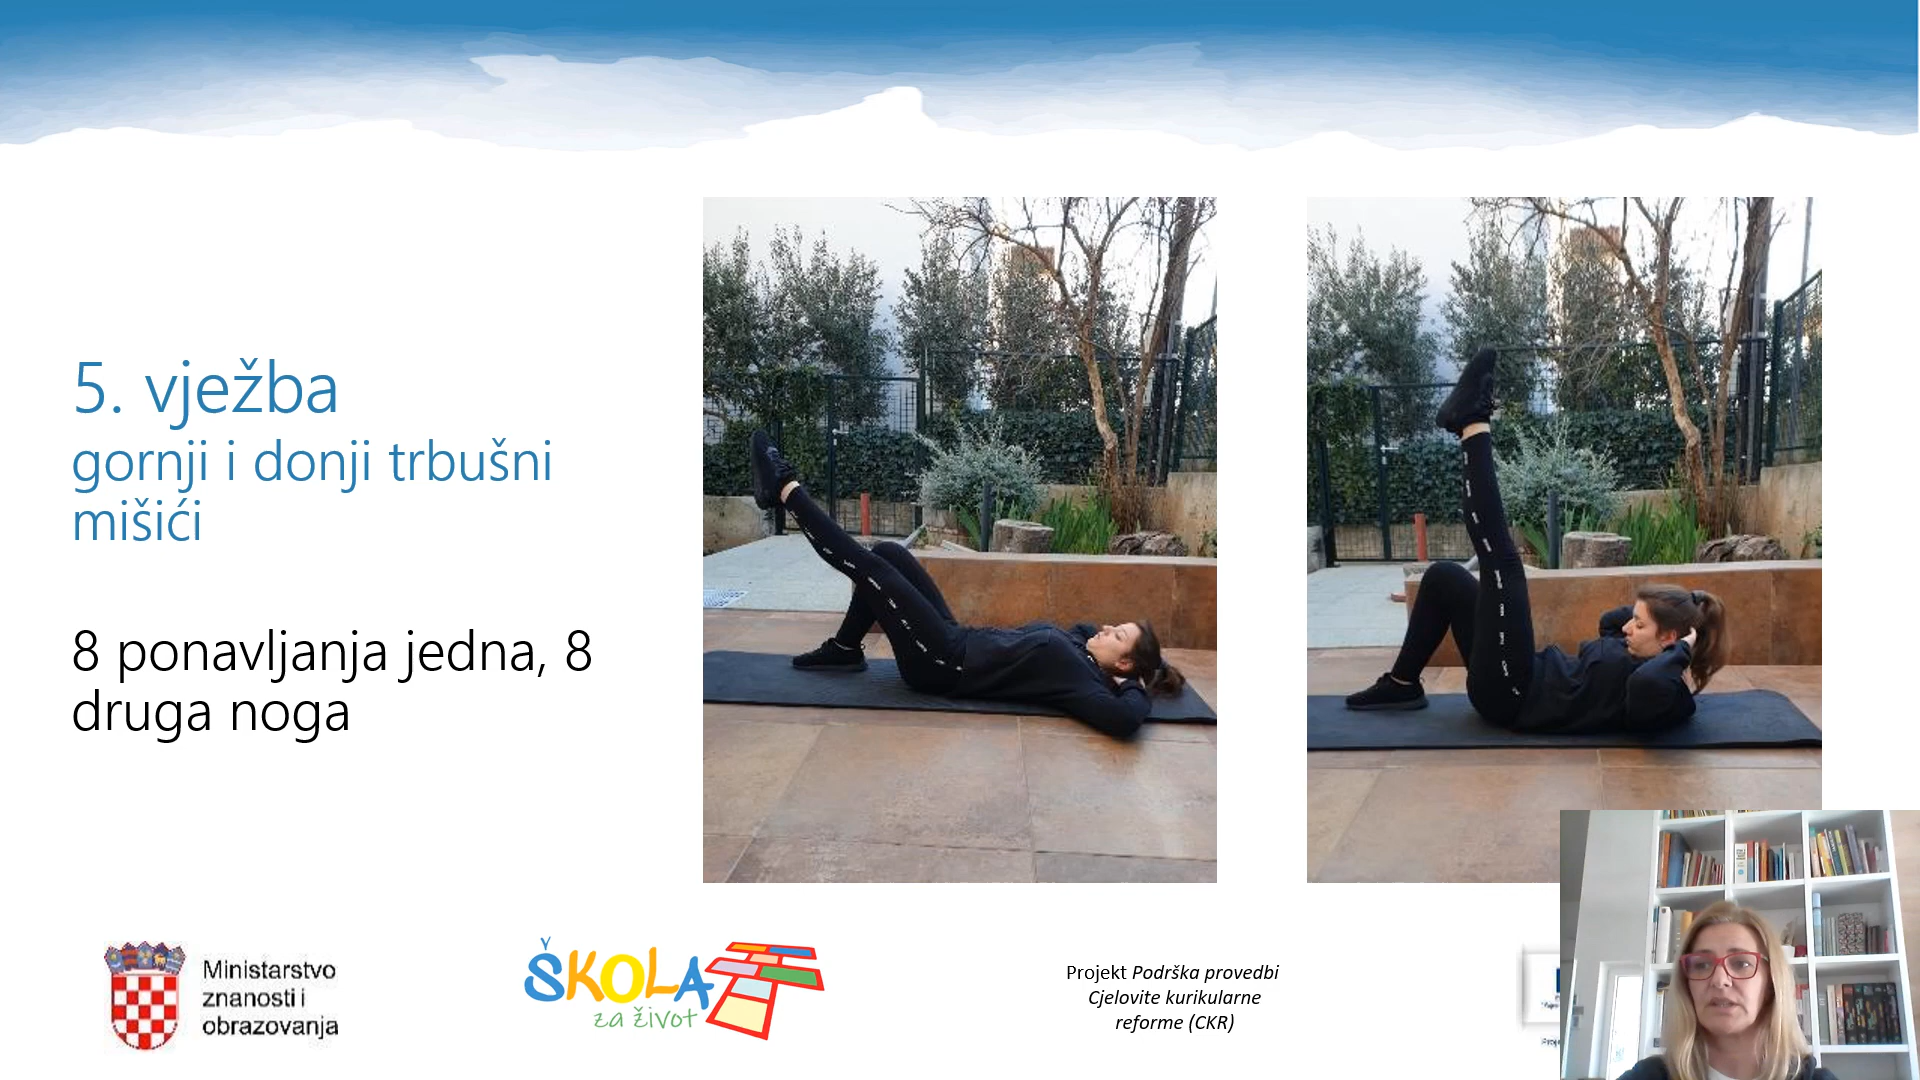 5. vježba
gornji i donji trbušni
mišići
8 ponavljanja jedna, 8
druga noga
Ministarstvo
znanosti i
obrazovanja
ŠKOLA
za život
Projekt Podrška provedbi
Cjelovite kurikularne
reforme (CKR)